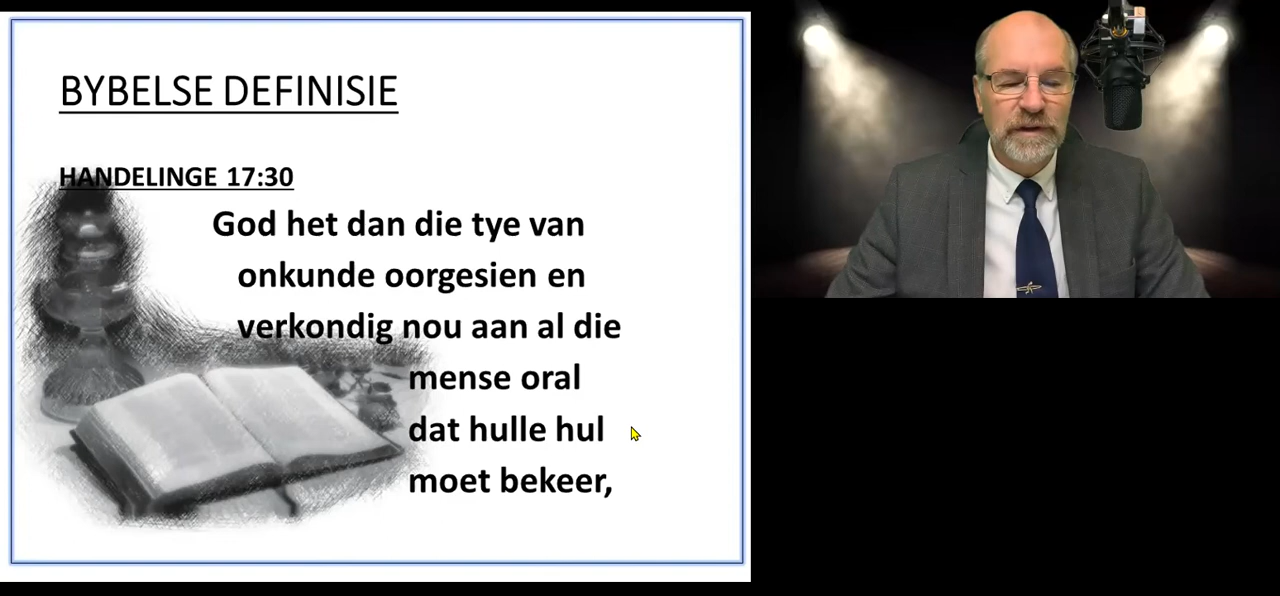 BYBELSE DEFINISIE
HANDELINGE 17:30
God het dan die tye van
onkunde oorgesien en
verkondig nou aan al die
mense oral
dat hulle hul
moet bekeer,